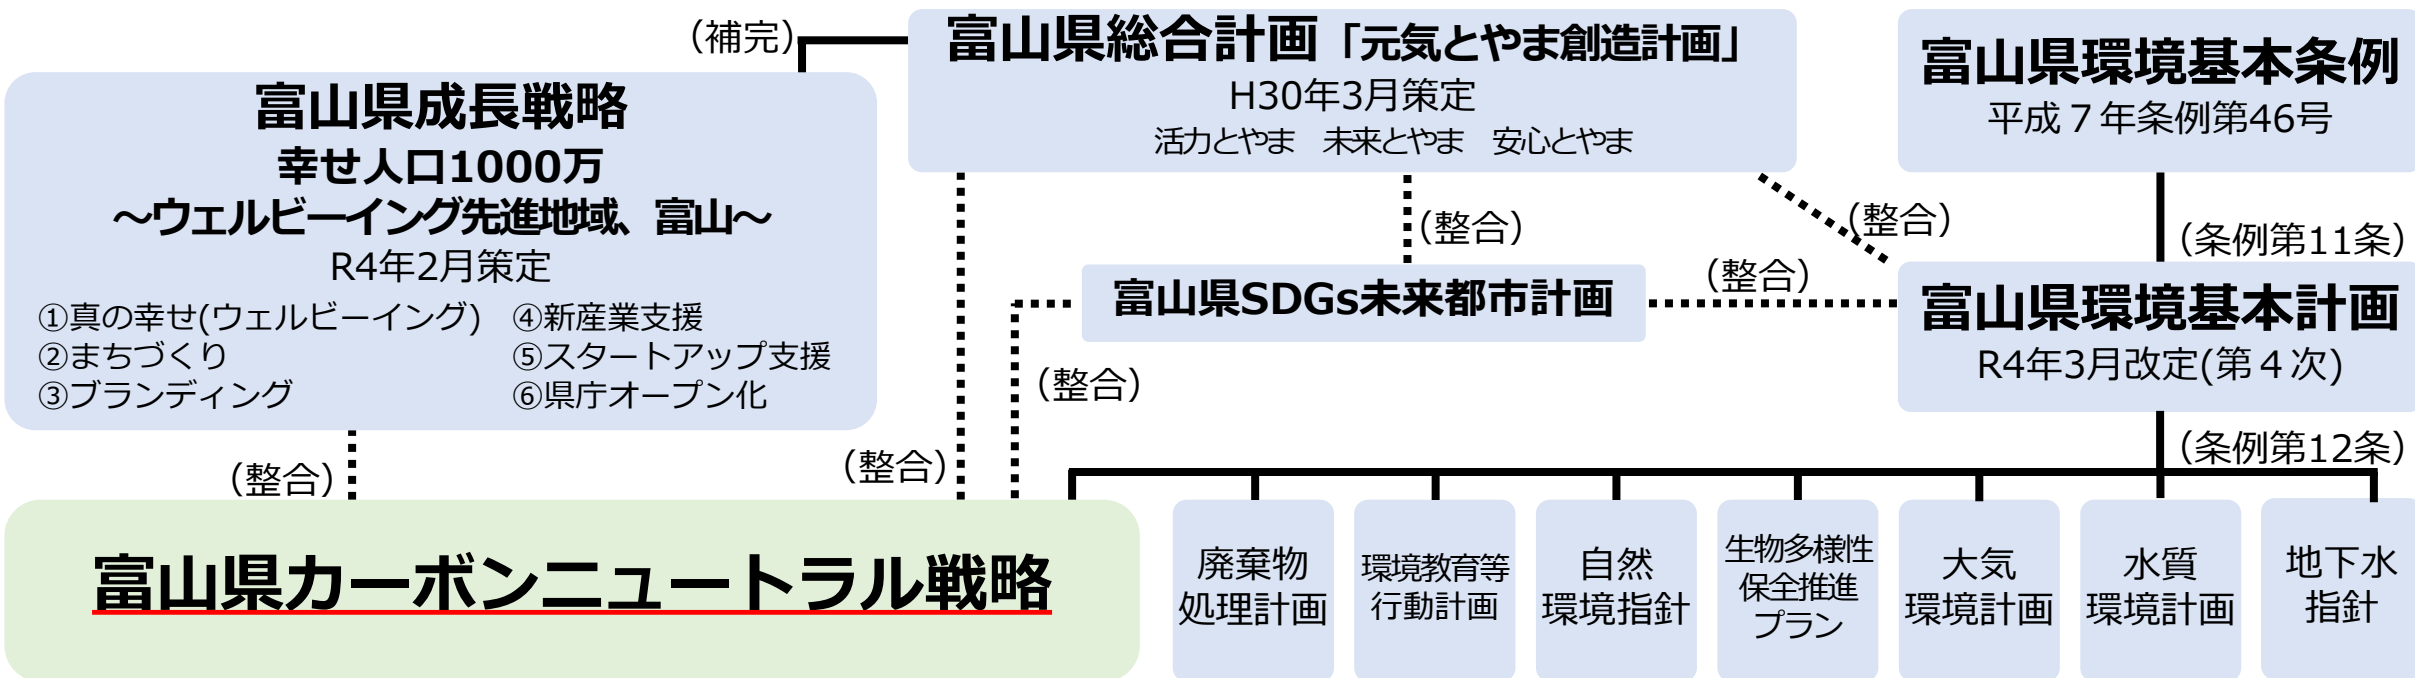 (補完)
富山県総合計画「元気とやま創造計画」
H30年3月策定
活力とやま　未来とやま　安心とやま
富山県環境基本条例
平成７年条例第46号
富山県成長戦略
幸せ人口1000万
～ウェルビーイング先進地域、富山～
R4年2月策定
①真の幸せ(ウェルビーイング)　④新産業支援
②まちづくり　⑤スタートアップ支援
③ブランディング　⑥県庁オープン化
(整合)
(整合)
(条例第11条)
(整合)
富山県SDGs未来都市計画
富山県環境基本計画
R4年3月改定(第４次)
(整合)
(整合)
(整合)
(条例第12条)
富山県カーボンニュートラル戦略
廃棄物
処理計画
環境教育等
行動計画
自然
環境指針
生物多様性
保全推進
プラン
大気
環境計画
水質
環境計画
地下水
指針